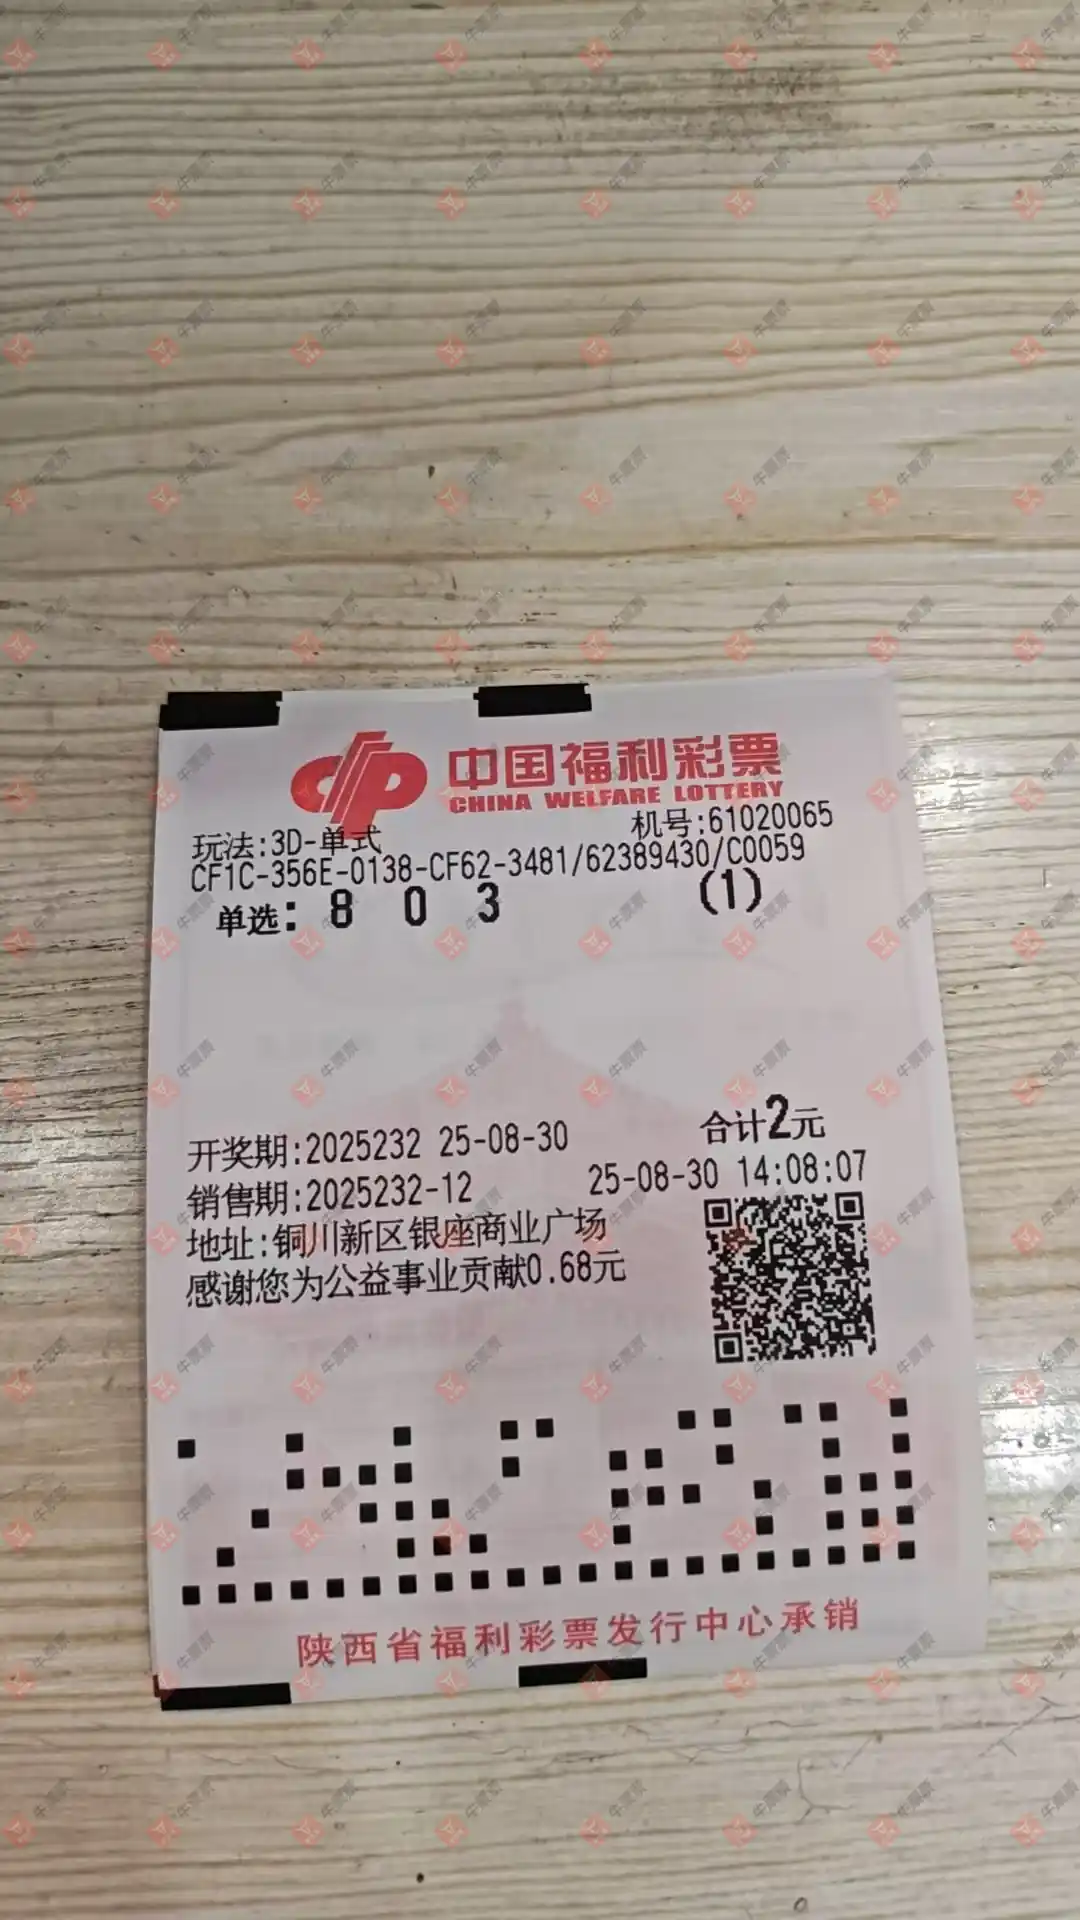 中国福利彩票
CHINA WELFARE LOTTERY
玩法:3D-单式 机号:61020065
CF1C-356E-0138-CF62-3481/62389430/C0059
单选: 8 0 3 (1)
合计2元
开奖期:2025232 25-08-30
销售期:2025232-12 25-08-30 14:08:07
地址:铜川新区银座商业广场
感谢您为公益事业贡献0.68元
陕西省福利彩票发行中心承销